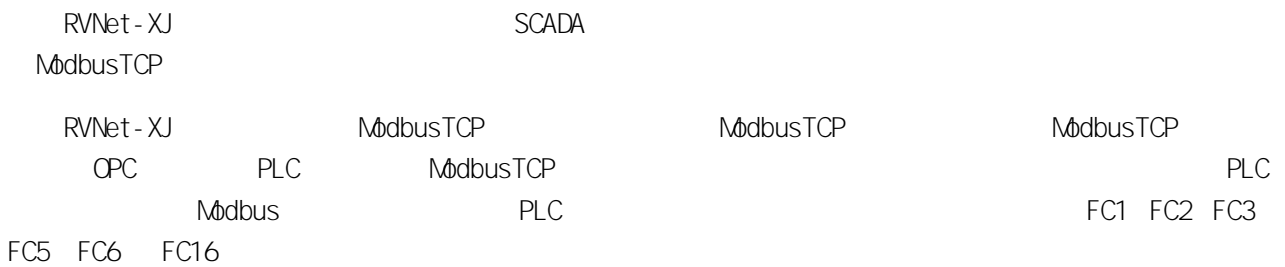 RVNet-XJ SCADA
ModbusTCP
RVNet-XJ ModbusTCP ModbusTCP ModbusTCP
OPC PLC ModbusTCP PLC
Modbus PLC FC1 FC2 FC3
FC5 FC6 FC16